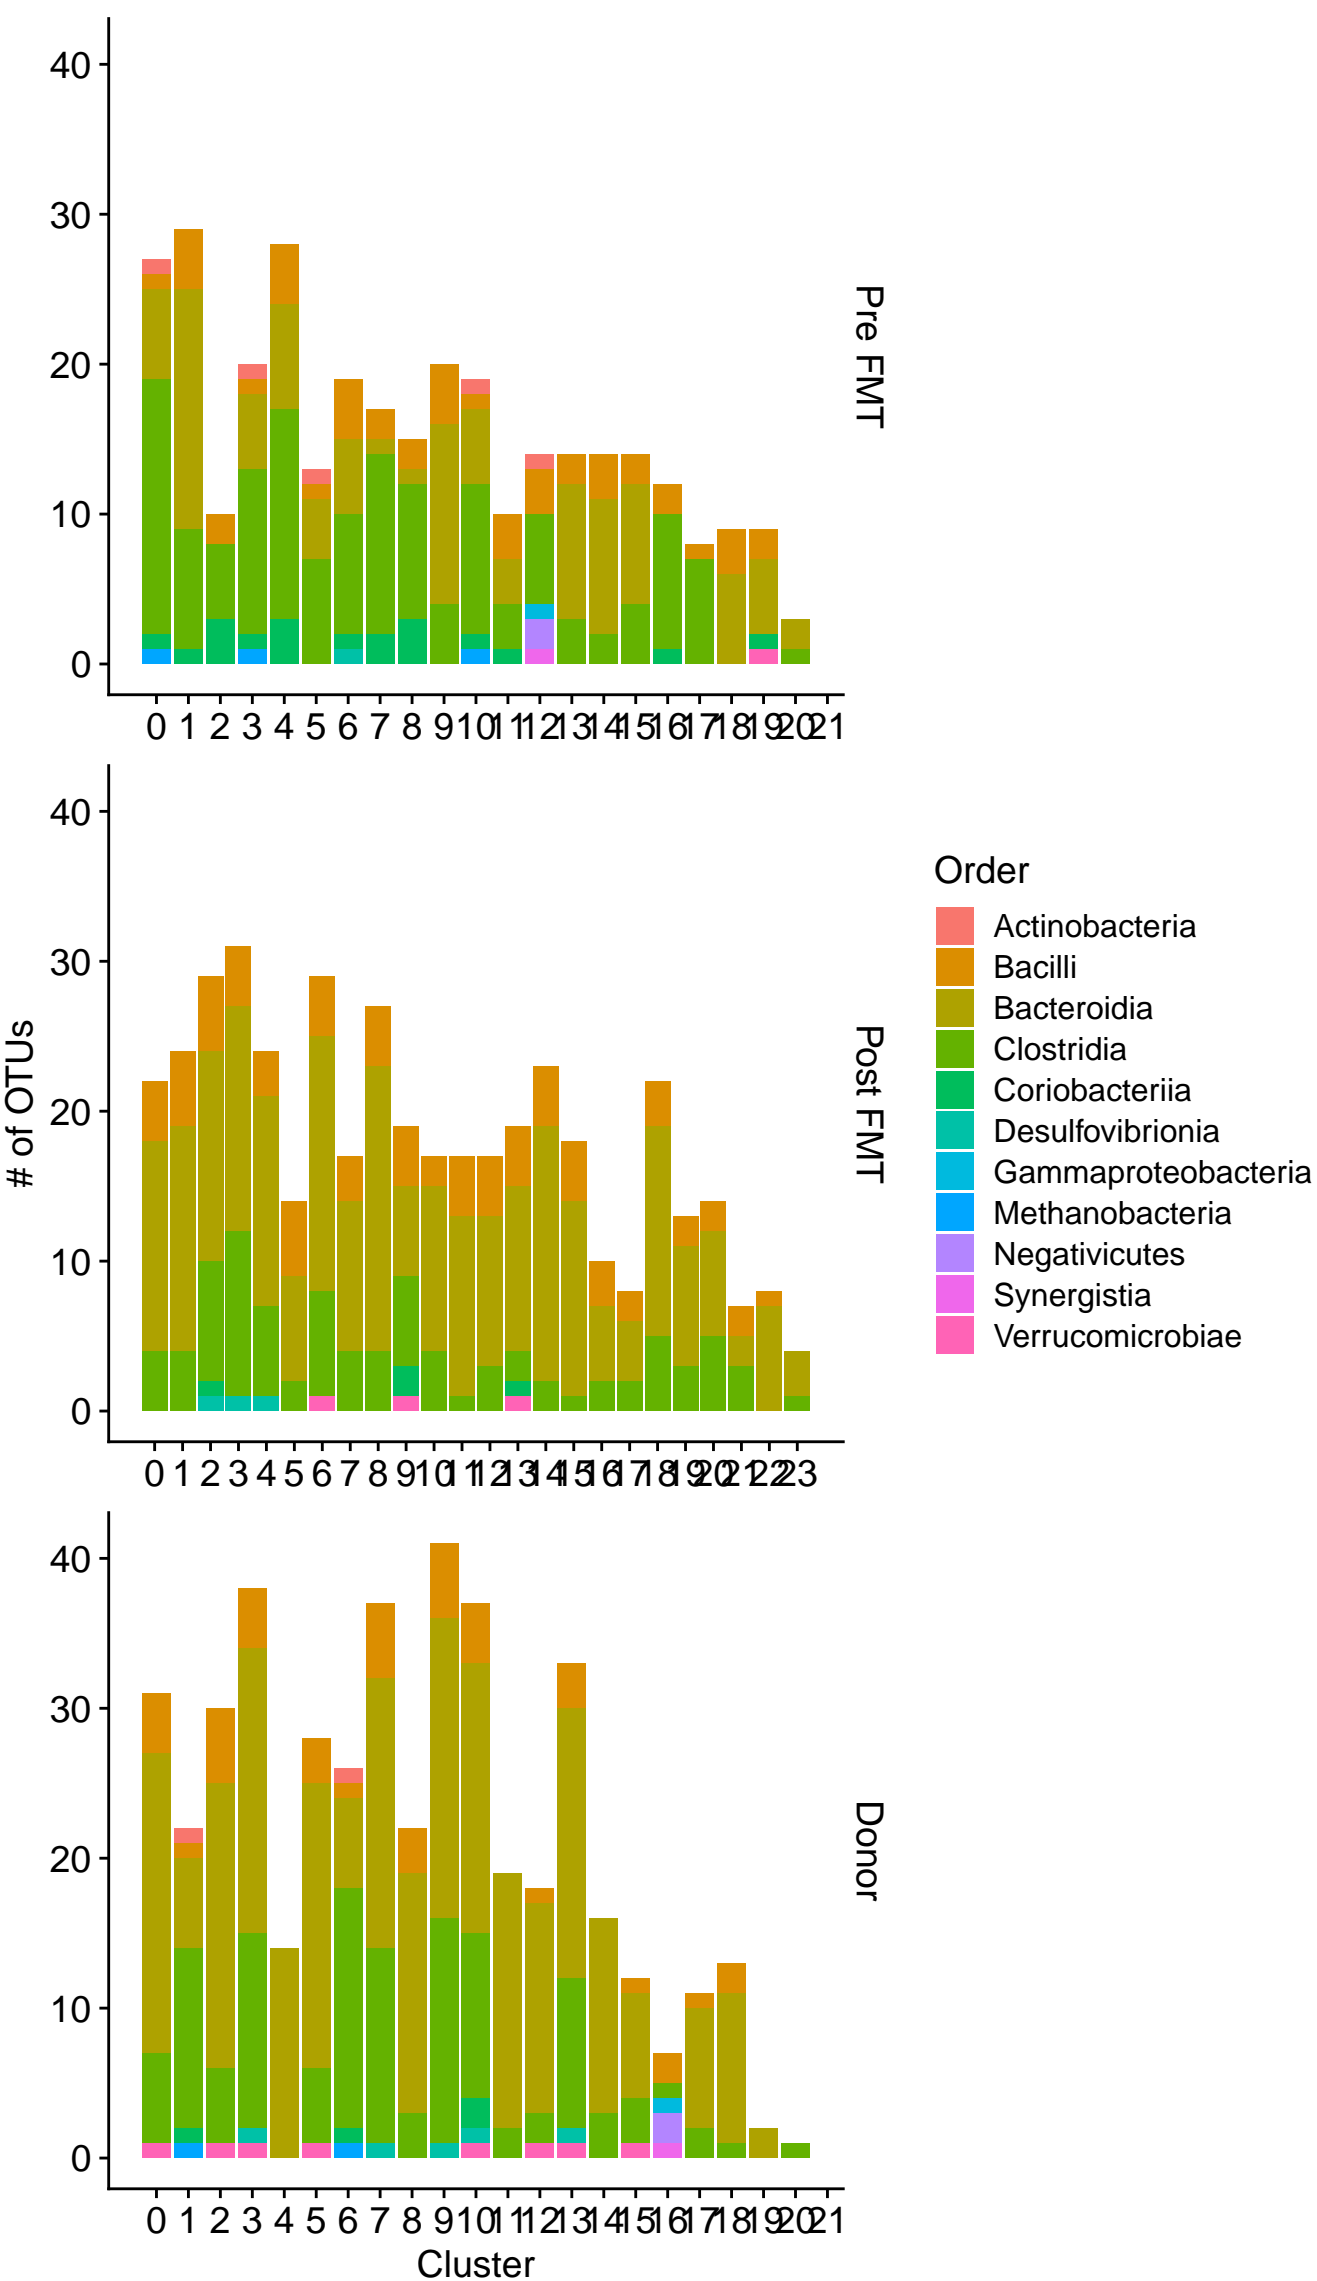 40
30
20
10
0
0 1 2 3 4 5 6 7 8 9 10 11 12 13 14 15 16 17 18 19 20 21
Pre FMT
# of OTUs
40
30
20
10
0
0 1 2 3 4 5 6 7 8 9 10 11 12 13 14 15 16 17 18 19 20 21 22 23
Post FMT
Order
Actinobacteria
Bacilli
Bacteroidia
Clostridia
Coriobacteriia
Desulfovibrionia
Gammaproteobacteria
Methanobacteria
Negativicutes
Synergistia
Verrucomicrobiae
40
30
20
10
0
0 1 2 3 4 5 6 7 8 9 10 11 12 13 14 15 16 17 18 19 20 21
Donor
Cluster